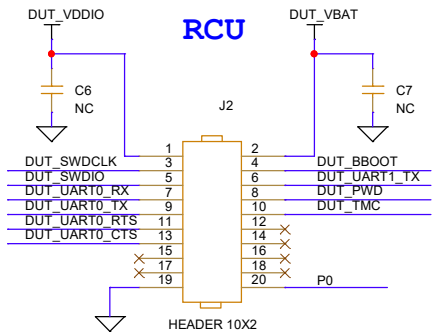 DUT_VDDIO
RCU
DUT_VBAT
C6
NC
C7
NC
J2
1
2
DUT_SWDCLK
3
4
DUT_BBOOT
DUT_SWDIO
5
6
DUT_UART1_TX
DUT_UART0_RX
7
8
DUT_PWD
DUT_UART0_TX
9
10
DUT_TMC
DUT_UART0_RTS
11
12
DUT_UART0_CTS
13
14
15
16
17
18
19
20
P0
HEADER 10X2